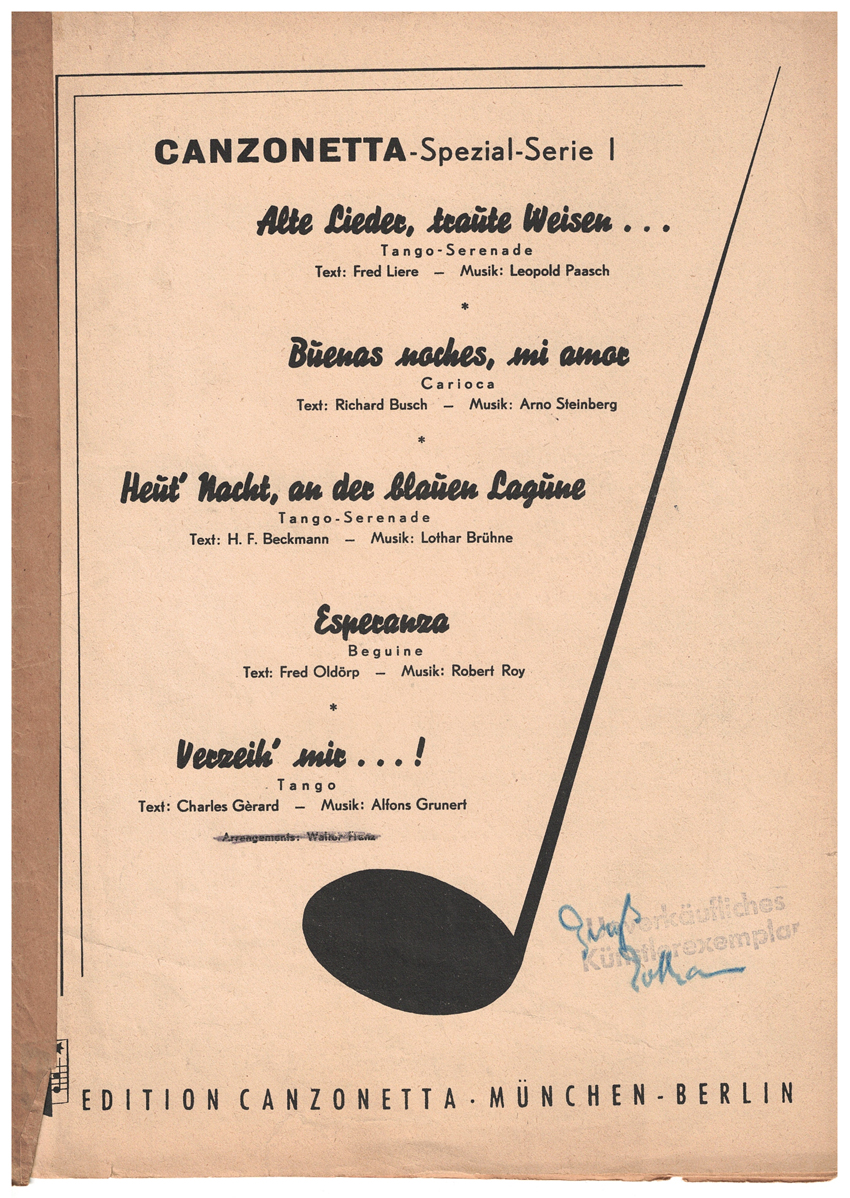 CANZONETTA-Spezial-Serie I
Alte Lieder, traute Weisen . . .
Tango-Serenade
Text: Fred Liere — Musik: Leopold Paasch
*
Buenas noches, mi amor
Carioca
Text: Richard Busch — Musik: Arno Steinberg
*
Heut' Nacht, an der blauen Lagune
Tango-Serenade
Text: H. F. Beckmann — Musik: Lothar Brühne
Esperanza
Beguine
Text: Fred Oldörp — Musik: Robert Roy
*
Verzeih' mir . . . !
Tango
Text: Charles Gèrard — Musik: Alfons Grunert
Arrangements: Walter
Unverkäufliches
Künstlerexemplar
EDITION CANZONETTA · MÜNCHEN-BERLIN